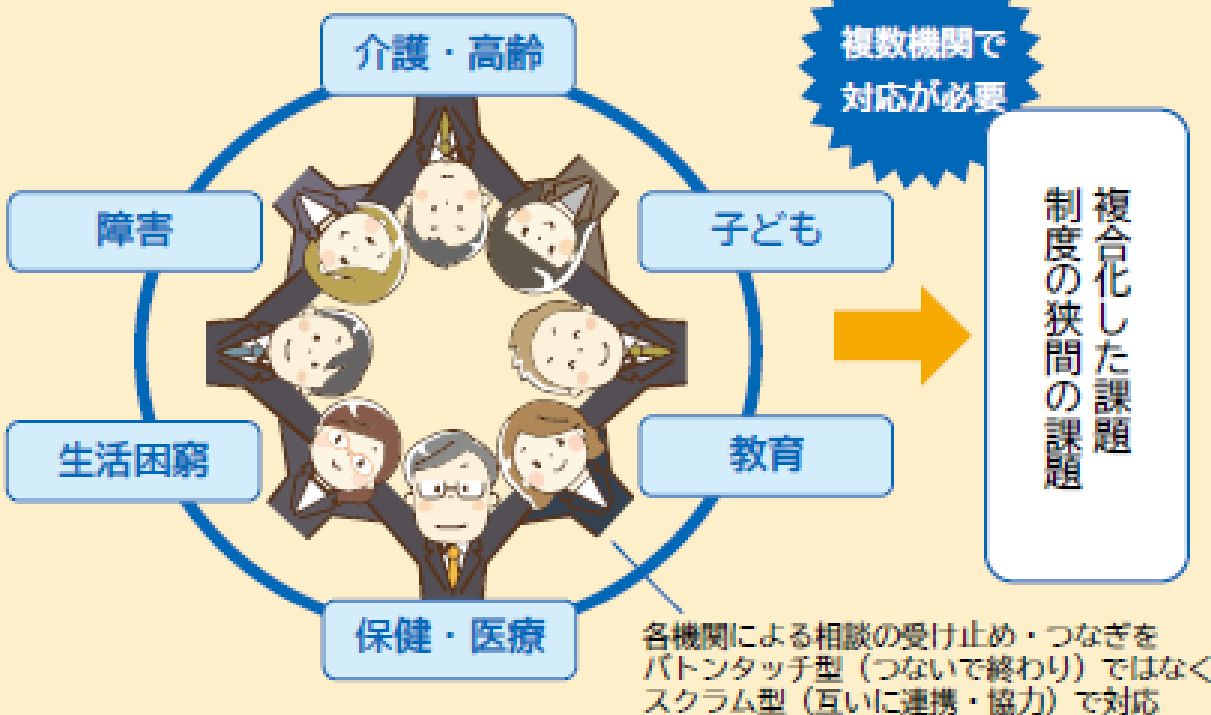 介護・高齢
複数機関で
対応が必要
障害
子ども
複合化した課題
制度の狭間の課題
生活困窮
教育
保健・医療
各機関による相談の受け止め・つなぎを
バトンタッチ型（つないで終わり）ではなく
スクラム型（互いに連携・協力）で対応